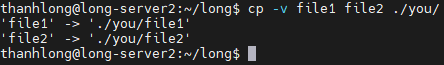 thanhlong@long-server2:~/long$ cp -v file1 file2 ./you/
'file1' -> './you/file1'
'file2' -> './you/file2'
thanhlong@long-server2:~/long$